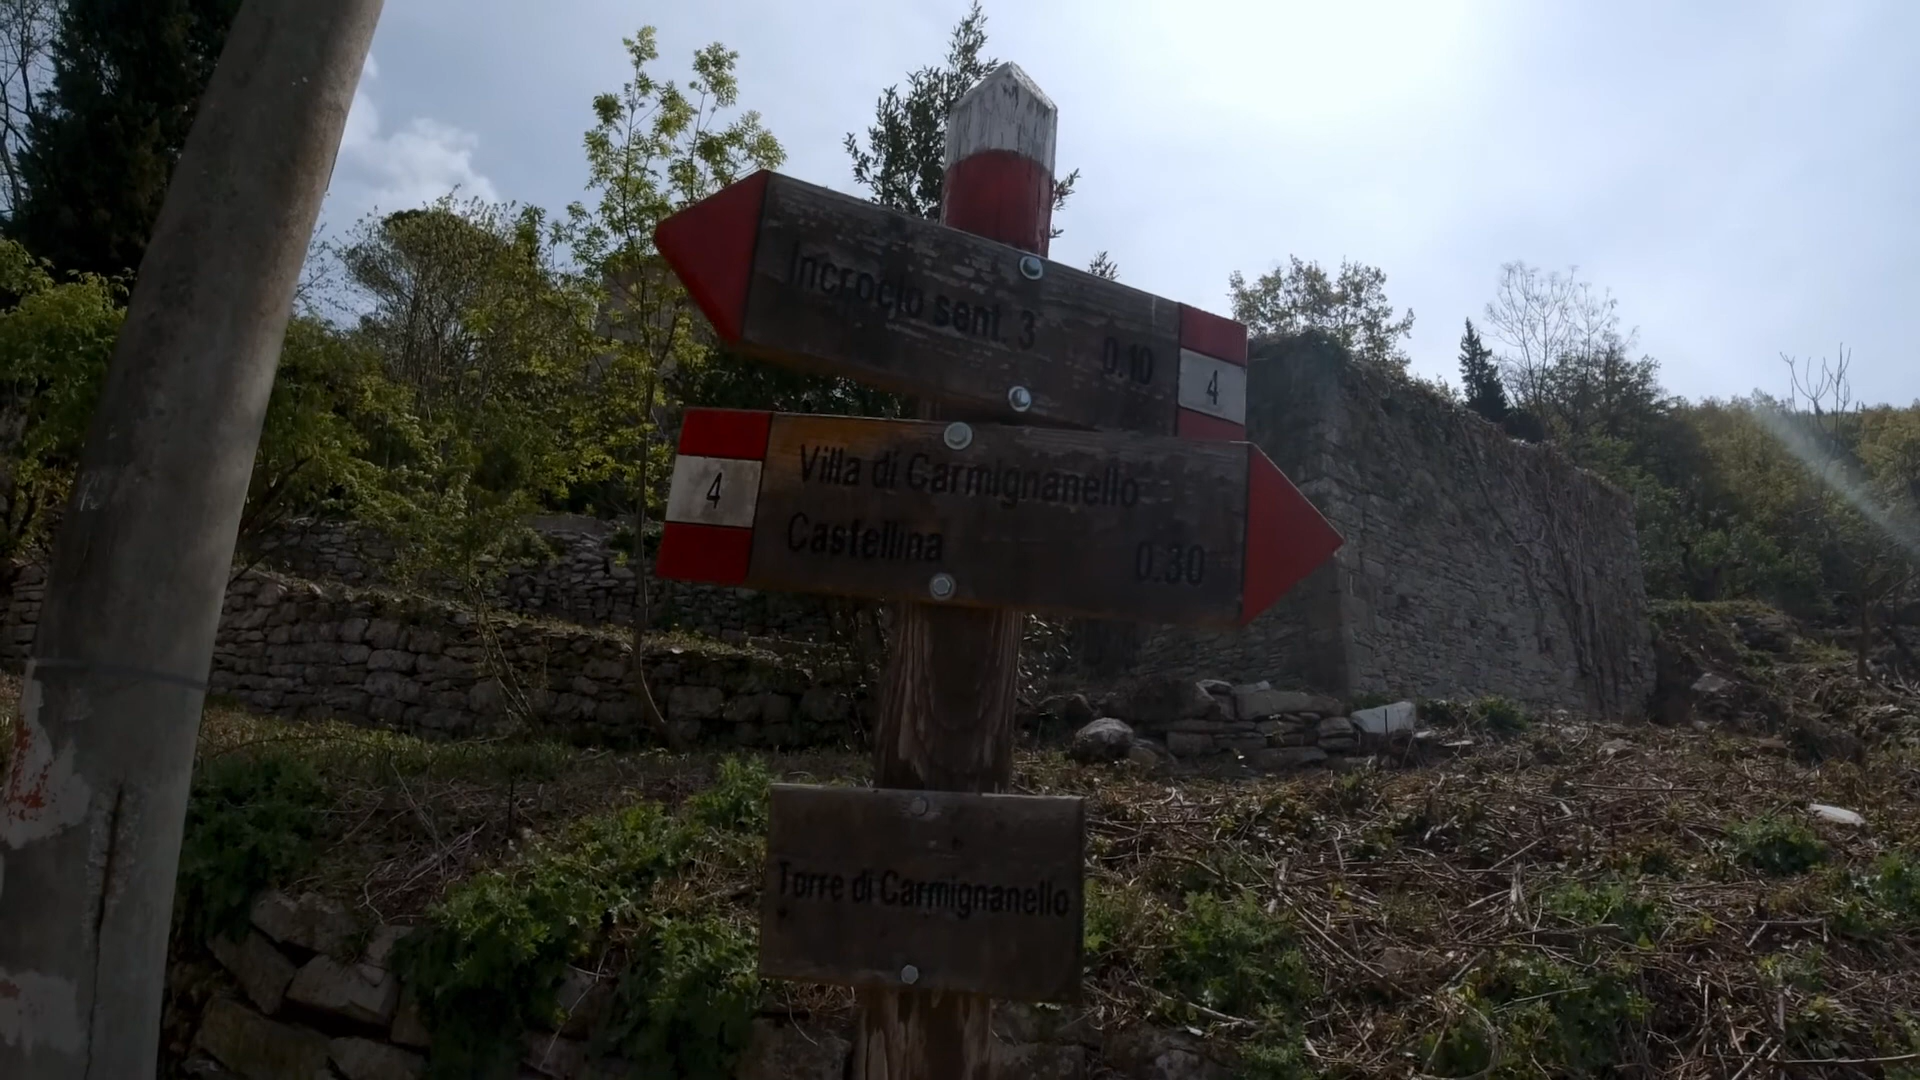 Incrocio sent. 3 0.10 4
4 Villa di Carmignanello
Castellina 0.30
Torre di Carmignanello